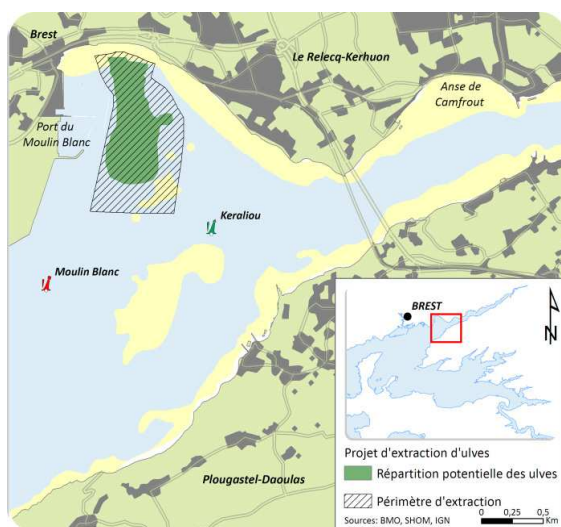 Brest
Le Relecq-Kerhuon
Anse de
Camfrout
Port du
Moulin Blanc
Keraliou
Moulin Blanc
BREST
N
Plougastel-Daoulas
Projet d'extraction d'ulves
Répartition potentielle des ulves
Périmètre d'extraction
Sources: BMO, SHOM, IGN
0 0,25 0,5
Km